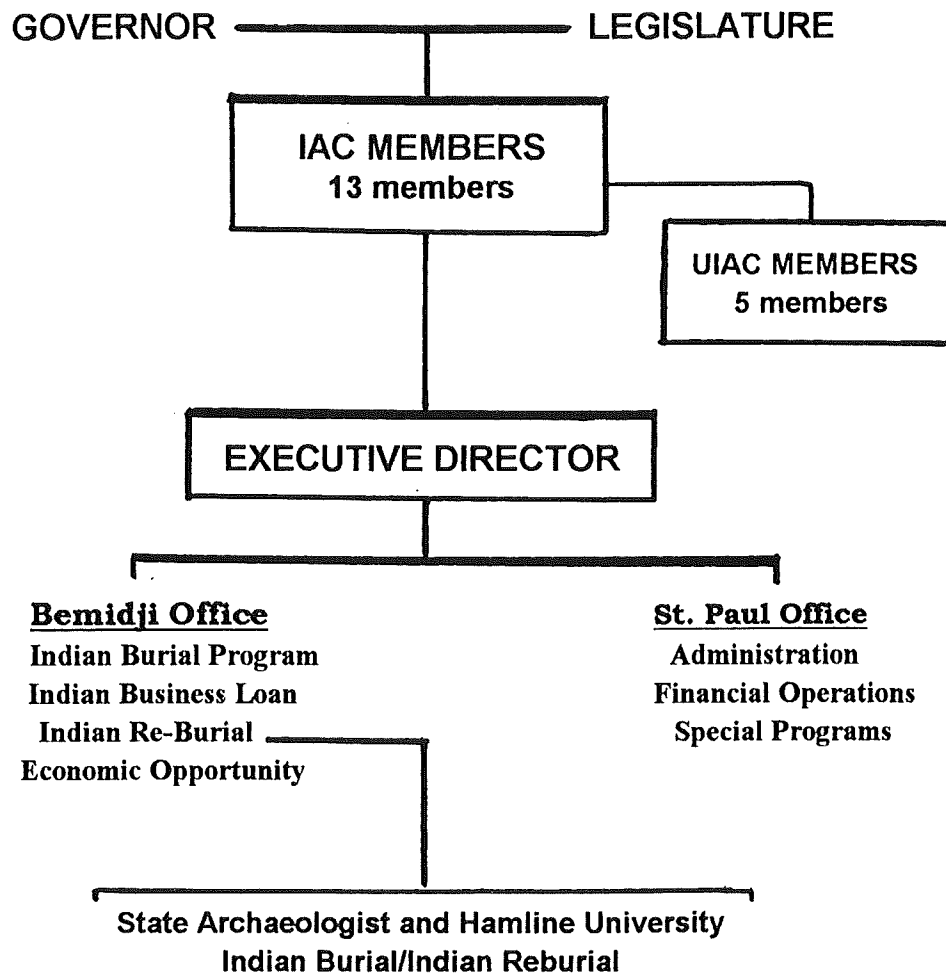 GOVERNOR LEGISLATURE
IAC MEMBERS
13 members
UIAC MEMBERS
5 members
EXECUTIVE DIRECTOR
Bemidji Office
Indian Burial Program
Indian Business Loan
Indian Re-Burial
Economic Opportunity
St. Paul Office
Administration
Financial Operations
Special Programs
State Archaeologist and Hamline University
Indian Burial/Indian Reburial